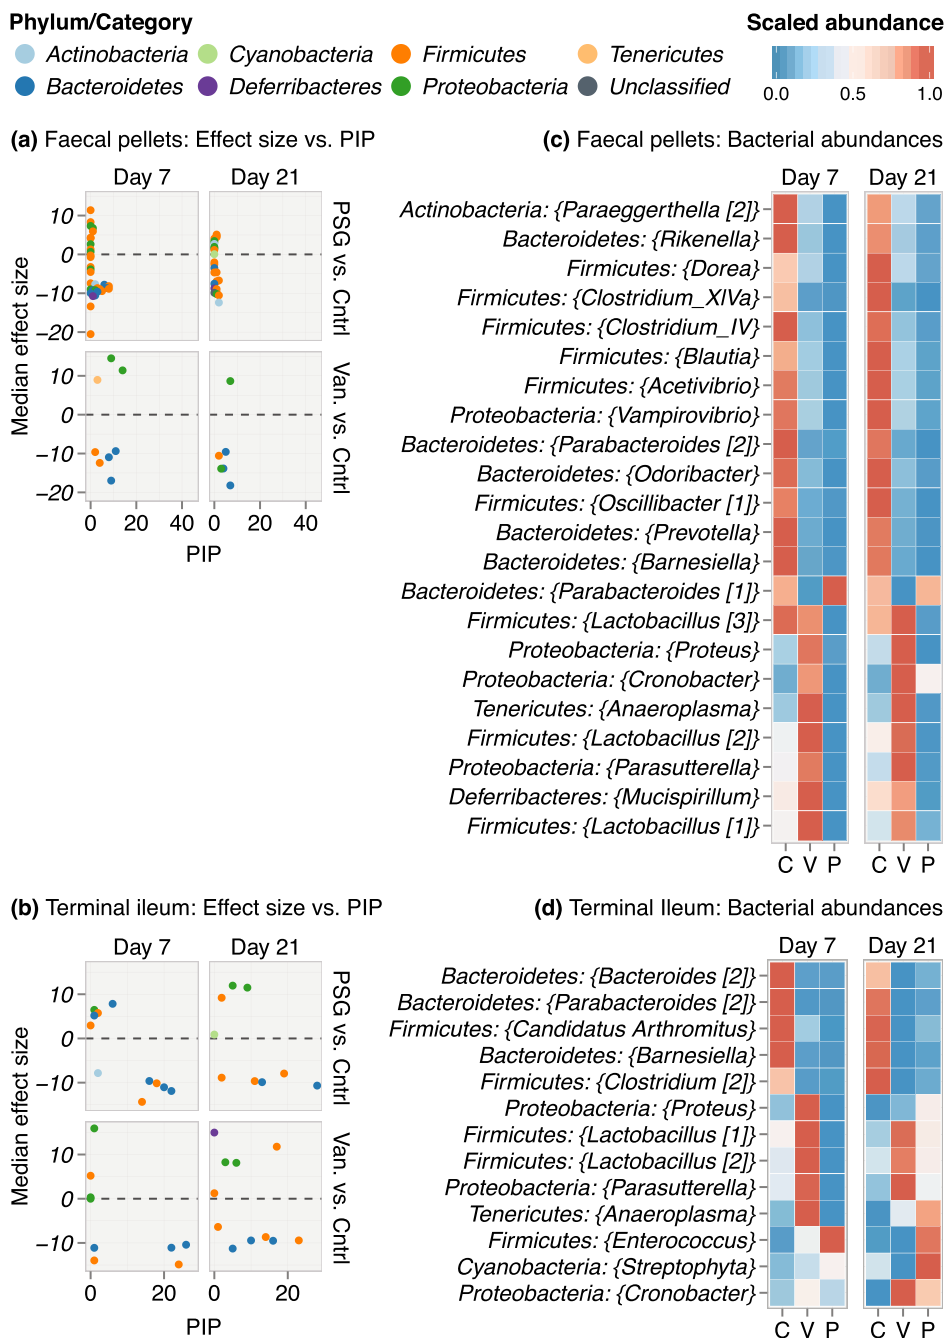 Phylum/Category
Scaled abundance
Actinobacteria Cyanobacteria Firmicutes Tenericutes
Bacteroidetes Deferribacteres Proteobacteria Unclassified
0.0 0.5 1.0
(a) Faecal pellets: Effect size vs. PIP
Day 7 Day 21
10
0
−10
−20
PSG vs. Cntrl
10
0
−10
−20
Van. vs. Cntrl
Median effect size
0 20 40 0 20 40
PIP
(c) Faecal pellets: Bacterial abundances
Day 7 Day 21
Actinobacteria: {Paraeggerthella [2]}
Bacteroidetes: {Rikenella}
Firmicutes: {Dorea}
Firmicutes: {Clostridium_XIVa}
Firmicutes: {Clostridium_IV}
Firmicutes: {Blautia}
Firmicutes: {Acetivibrio}
Proteobacteria: {Vampirovibrio}
Bacteroidetes: {Parabacteroides [2]}
Bacteroidetes: {Odoribacter}
Firmicutes: {Oscillibacter [1]}
Bacteroidetes: {Prevotella}
Bacteroidetes: {Barnesiella}
Bacteroidetes: {Parabacteroides [1]}
Firmicutes: {Lactobacillus [3]}
Proteobacteria: {Proteus}
Proteobacteria: {Cronobacter}
Tenericutes: {Anaeroplasma}
Firmicutes: {Lactobacillus [2]}
Proteobacteria: {Parasutterella}
Deferribacteres: {Mucispirillum}
Firmicutes: {Lactobacillus [1]}
C V P C V P
(b) Terminal ileum: Effect size vs. PIP
Day 7 Day 21
10
0
−10
PSG vs. Cntrl
10
0
−10
Van. vs. Cntrl
Median effect size
0 20 0 20
PIP
(d) Terminal Ileum: Bacterial abundances
Day 7 Day 21
Bacteroidetes: {Bacteroides [2]}
Bacteroidetes: {Parabacteroides [2]}
Firmicutes: {Candidatus Arthromitus}
Bacteroidetes: {Barnesiella}
Firmicutes: {Clostridium [2]}
Proteobacteria: {Proteus}
Firmicutes: {Lactobacillus [1]}
Firmicutes: {Lactobacillus [2]}
Proteobacteria: {Parasutterella}
Tenericutes: {Anaeroplasma}
Firmicutes: {Enterococcus}
Cyanobacteria: {Streptophyta}
Proteobacteria: {Cronobacter}
C V P C V P